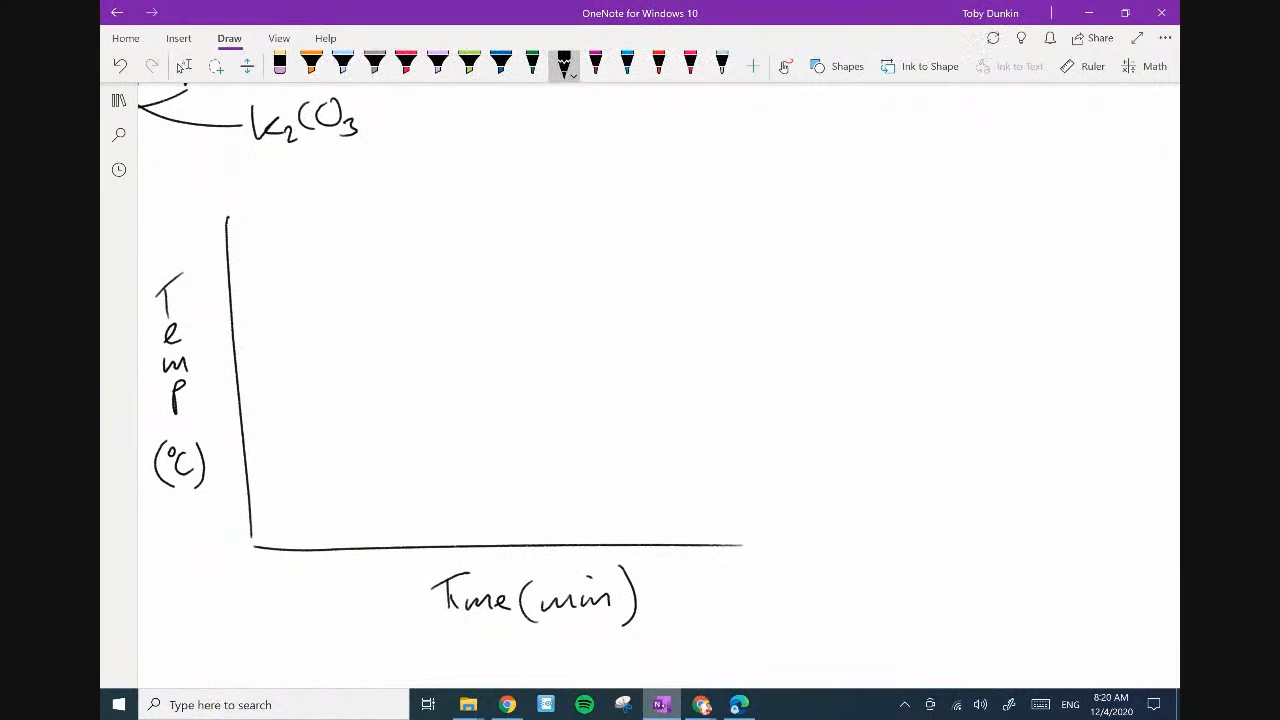 OneNote for Windows 10
Toby Dunkin
Home Insert Draw View Help
Share
Shapes Ink to Shape Ink to Text Ruler Math
K₂CO₃
Temp
(°C)
Time (min)
Type here to search
ENG
8:20 AM
12/4/2020